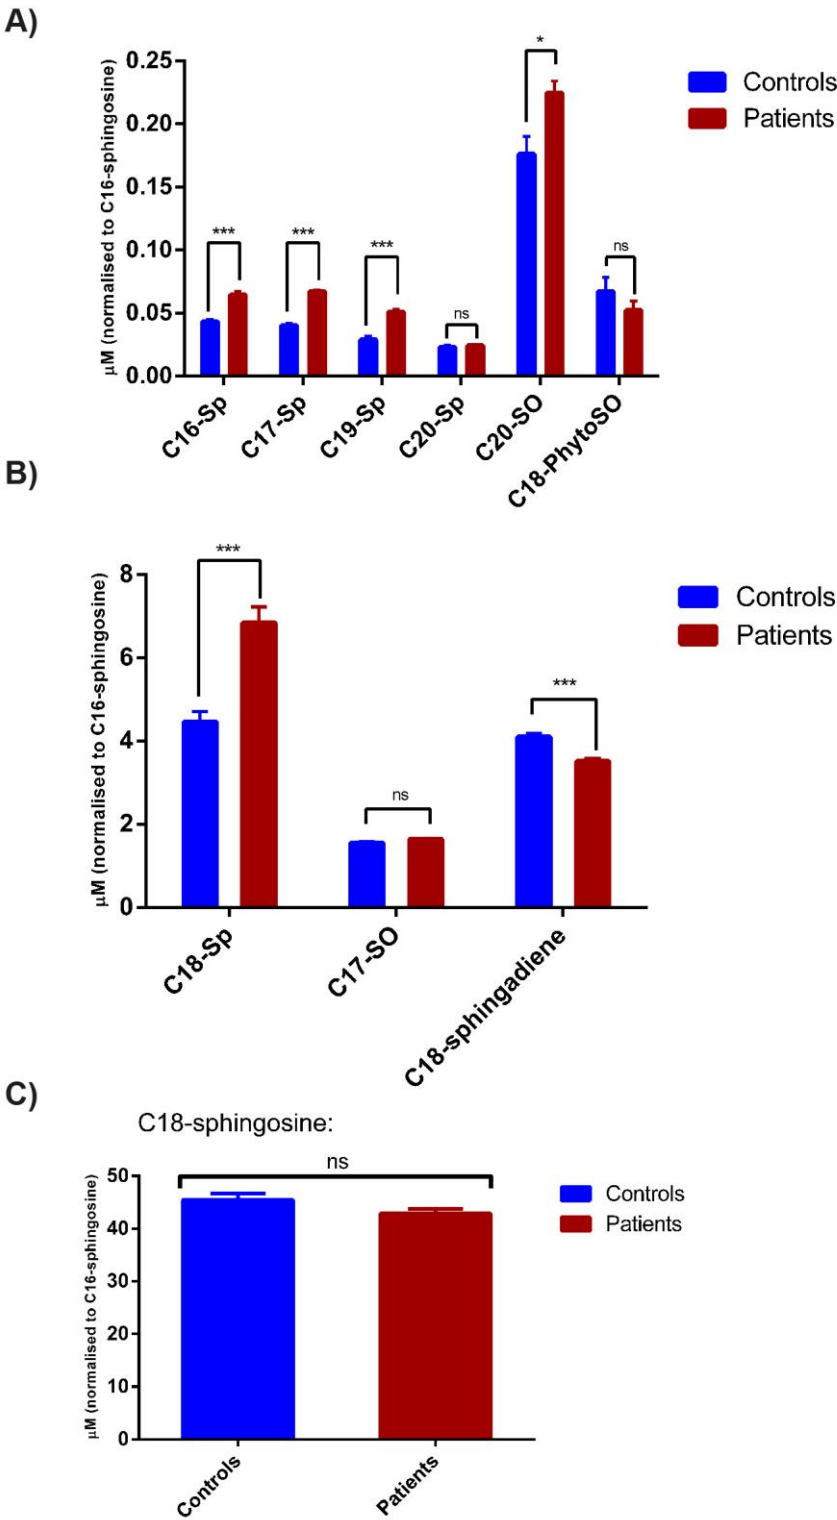 A)
μM (normalised to C16-sphingosine)
0.25
0.20
0.15
0.10
0.05
0.00
***
***
***
ns
*
ns
Controls
Patients
C16-Sp
C17-Sp
C19-Sp
C20-Sp
C20-SO
C18-PhytoSO
B)
μM (normalised to C16-sphingosine)
8
6
4
2
0
***
ns
***
Controls
Patients
C18-Sp
C17-SO
C18-sphingadiene
C)
C18-sphingosine:
μM (normalised to C16-sphingosine)
50
40
30
20
10
0
ns
Controls
Patients
Controls
Patients